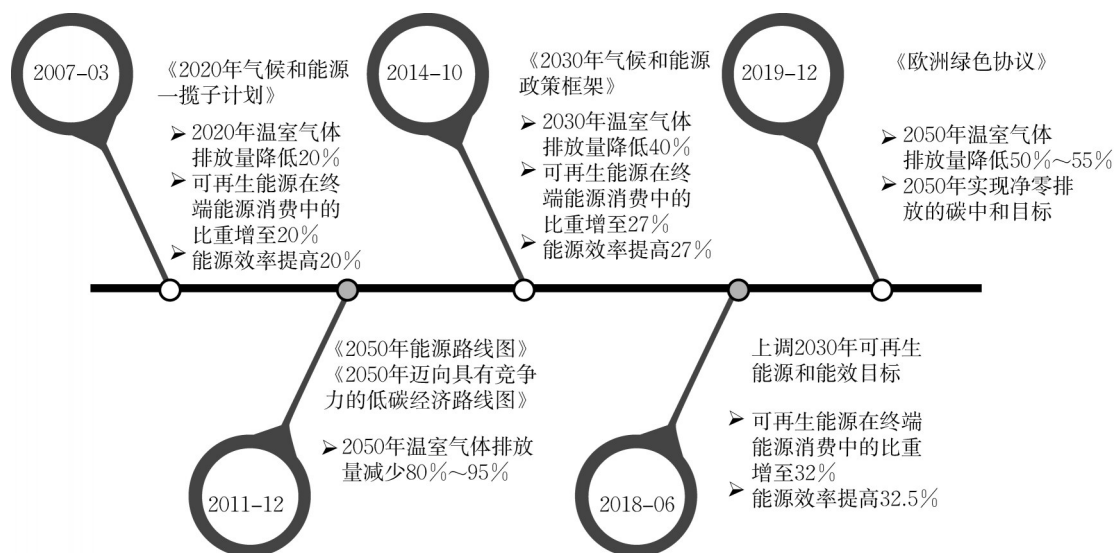 2007-03
《2020年气候和能源
一揽子计划》
➢ 2020年温室气体
排放量降低20%
➢ 可再生能源在终
端能源消费中的
比重增至20%
➢ 能源效率提高20%
2014-10
《2030年气候和能源
政策框架》
➢ 2030年温室气体
排放量降低40%
➢ 可再生能源在终
端能源消费中的
比重增至27%
➢ 能源效率提高27%
2019-12
《欧洲绿色协议》
➢ 2050年温室气体
排放量降低50%~55%
➢ 2050年实现净零排
放的碳中和目标
2011-12
《2050年能源路线图》
《2050年迈向具有竞争
力的低碳经济路线图》
➢ 2050年温室气体排放
量减少80%~95%
2018-06
上调2030年可再生
能源和能效目标
➢ 可再生能源在终端
能源消费中的比重
增至32%
➢ 能源效率提高32.5%